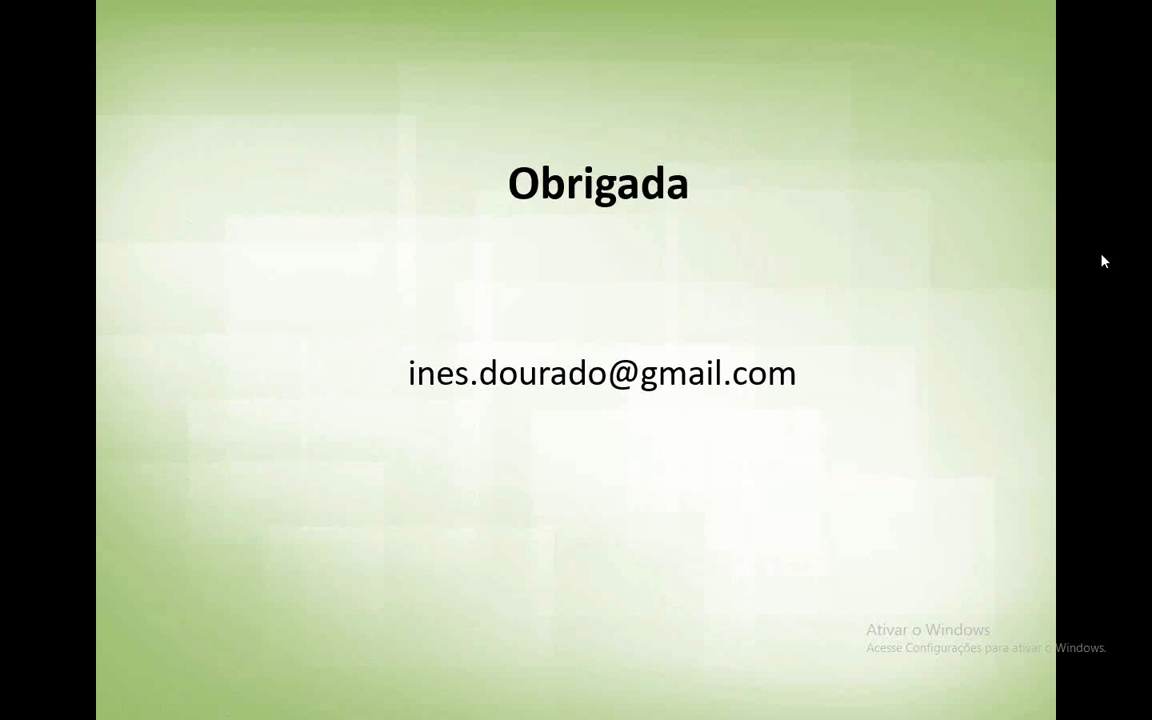 Obrigada
ines.dourado@gmail.com
Ativar o Windows
Acesse Configurações para ativar o Windows.